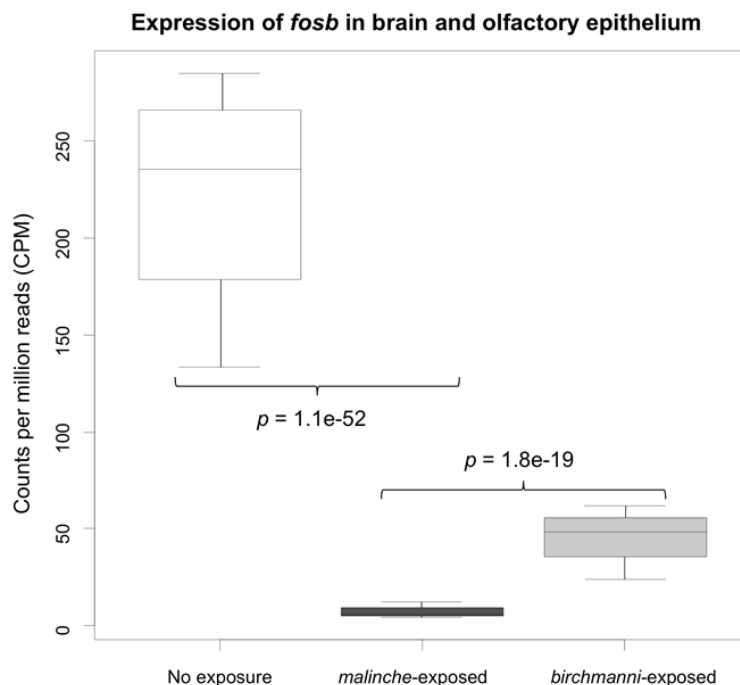 Expression of fosb in brain and olfactory epithelium
Counts per million reads (CPM)
250
200
150
100
50
0
p = 1.1e-52
p = 1.8e-19
No exposure
malinche-exposed
birchmanni-exposed